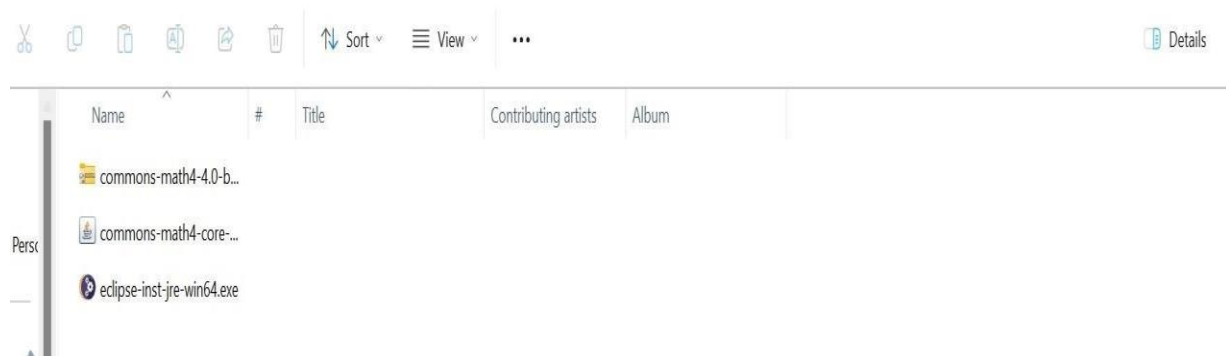 Sort View ... Details
Name # Title Contributing artists Album
commons-math4-4.0-b...
commons-math4-core-...
Persc
eclipse-inst-jre-win64.exe